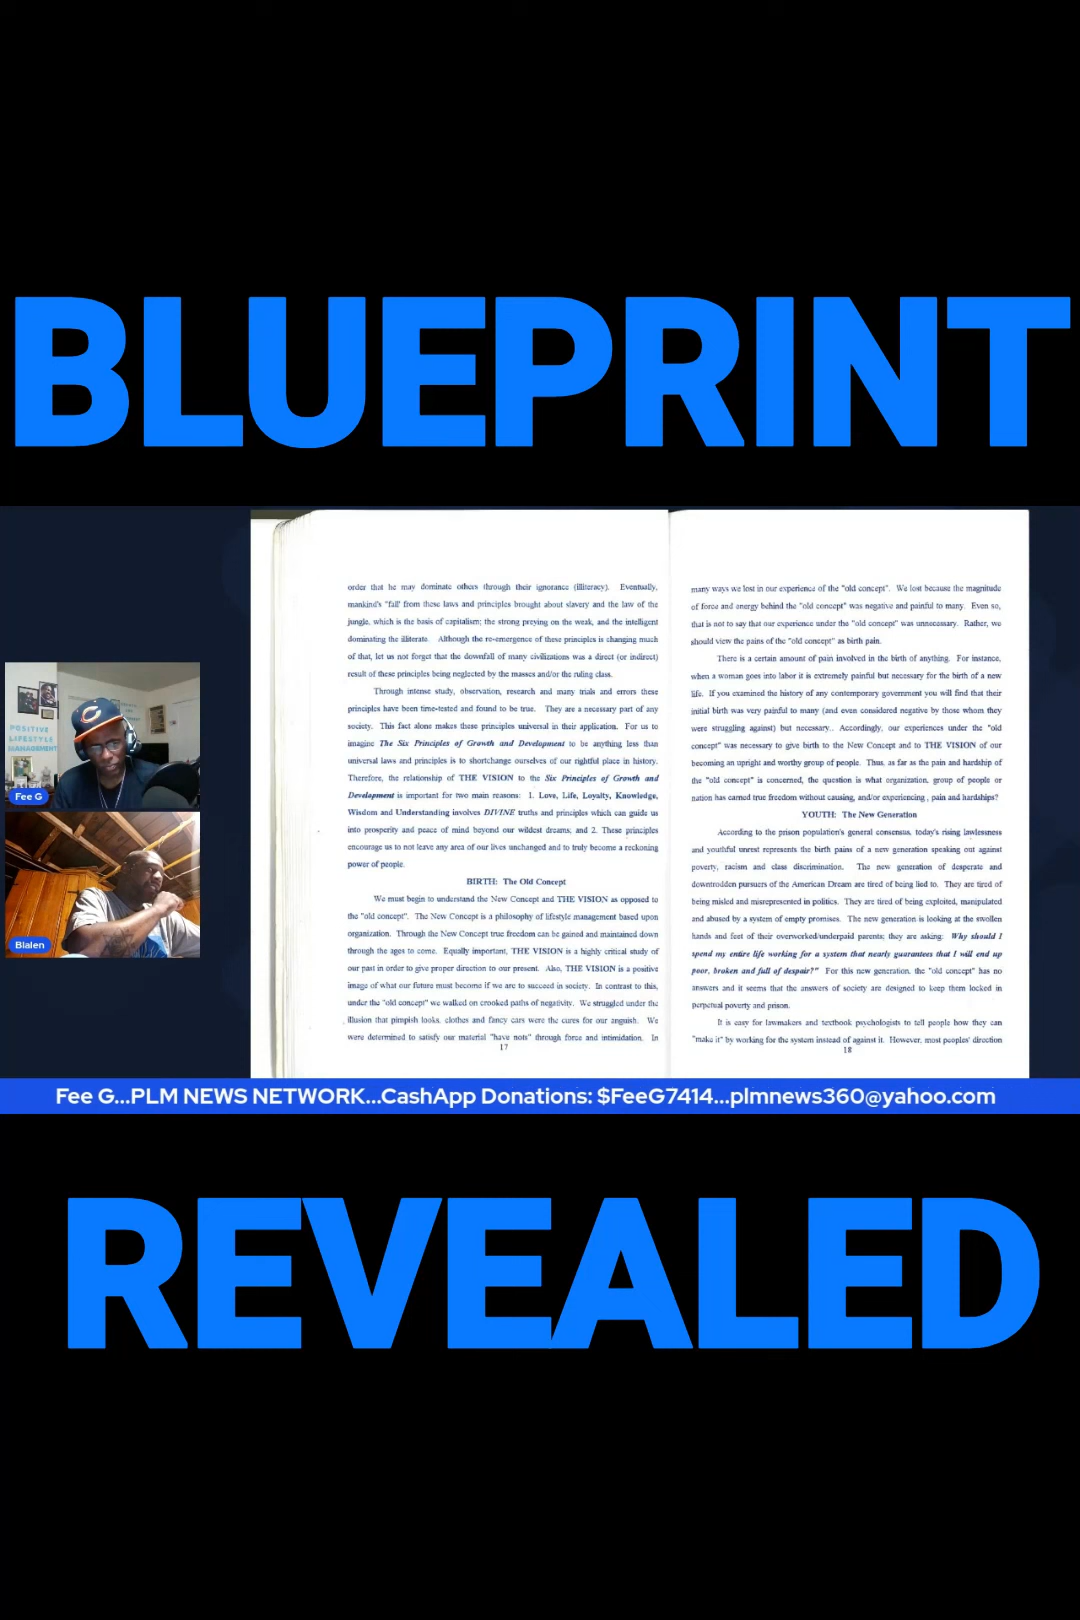 BLUEPRINT
order that he may dominate others through their ignorance (illiteracy). Eventually,
mankind's "fall' from these laws and principles brought about slavery and the law of the
jungle, which is the basis of capitalism; the strong preying on the weak, and the intelligent
dominating the illiterate. Although the re-emergence of these principles is changing much
of that, let us not forget that the downfall of many civilizations was a direct (or indirect)
result of these principles being neglected by the masses and/or the ruling class.
Through intense study, observation, research and many trials and errors these
principles have been time-tested and found to be true. They are a necessary part of any
society. This fact alone makes these principles universal in their application. For us to
imagine The Six Principles of Growth and Development to be anything less than
universal laws and principles is to shortchange ourselves of our rightful place in history.
Therefore, the relationship of THE VISION to the Six Principles of Growth and
Development is important for two main reasons: 1. Love, Life, Loyalty, Knowledge,
Wisdom and Understanding involves DIVINE truths and principles which can guide us
into prosperity and peace of mind beyond our wildest dreams; and 2. These principles
encourage us to not leave any area of our lives unchanged and to truly become a reckoning
power of people.
BIRTH: The Old Concept
We must begin to understand the New Concept and THE VISION as opposed to
the "old concept". The New Concept is a philosophy of lifestyle management based upon
organization. Through the New Concept true freedom can be gained and maintained down
through the ages to come. Equally important, THE VISION is a highly critical study of
our past in order to give proper direction to our present. Also, THE VISION is a positive
image of what our future must become if we are to succeed in society. In contrast to this,
under the "old concept" we walked on crooked paths of negativity. We struggled under the
illusion that pimpish looks, clothes and fancy cars were the cures for our anguish. We
were determined to satisfy our material "have nots" through force and intimidation. In
17
many ways we lost in our experience of the "old concept". We lost because the magnitude
of force and energy behind the "old concept" was negative and painful to many. Even so,
that is not to say that our experience under the "old concept" was unnecessary. Rather, we
should view the pains of the "old concept" as birth pain.
There is a certain amount of pain involved in the birth of anything. For instance,
when a woman goes into labor it is extremely painful but necessary for the birth of a new
life. If you examined the history of any contemporary government you will find that their
initial birth was very painful to many (and even considered negative by those whom they
were struggling against) but necessary.. Accordingly, our experiences under the "old
concept" was necessary to give birth to the New Concept and to THE VISION of our
becoming an upright and worthy group of people. Thus, as far as the pain and hardship of
the "old concept" is concerned, the question is what organization, group of people or
nation has earned true freedom without causing, and/or experiencing , pain and hardships?
YOUTH: The New Generation
According to the prison population's general consensus, today's rising lawlessness
and youthful unrest represents the birth pains of a new generation speaking out against
poverty, racism and class discrimination. The new generation of desperate and
downtrodden pursuers of the American Dream are tired of being lied to. They are tired of
being misled and misrepresented in politics. They are tired of being exploited, manipulated
and abused by a system of empty promises. The new generation is looking at the swollen
hands and feet of their overworked/underpaid parents; they are asking: Why should I
spend my entire life working for a system that nearly guarantees that I will end up
poor, broken and full of despair?" For this new generation, the "old concept" has no
answers and it seems that the answers of society are designed to keep them locked in
perpetual poverty and prison.
It is easy for lawmakers and textbook psychologists to tell people how they can
"make it" by working for the system instead of against it. However, most peoples' direction
18
POSITIVE
LIFESTYLE
MANAGEMENT
Fee G
Blalen
Fee G...PLM NEWS NETWORK...CashApp Donations: $FeeG7414...plmnews360@yahoo.com
REVEALED